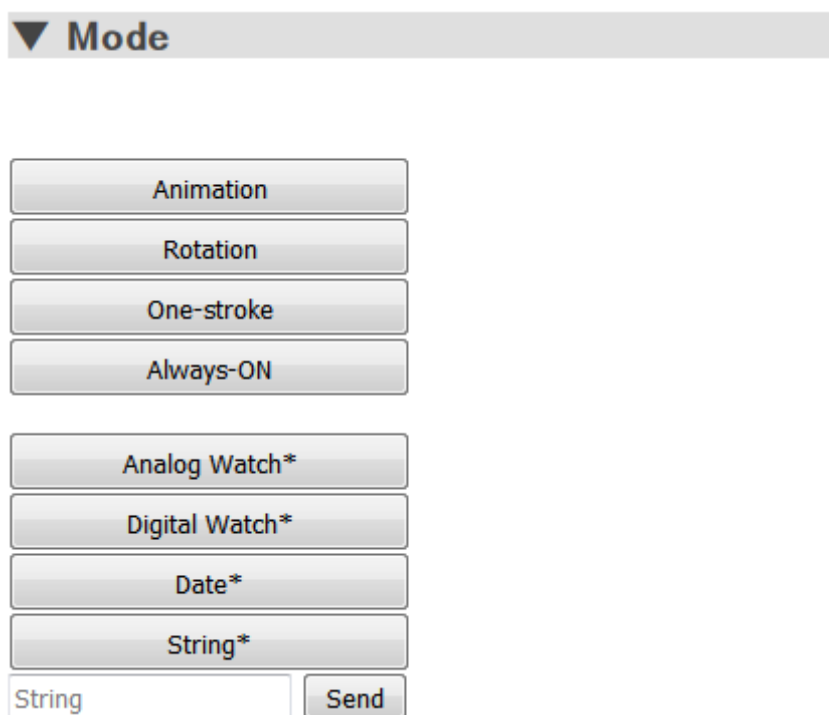 ▼ Mode
Animation
Rotation
One-stroke
Always-ON
Analog Watch*
Digital Watch*
Date*
String*
String Send